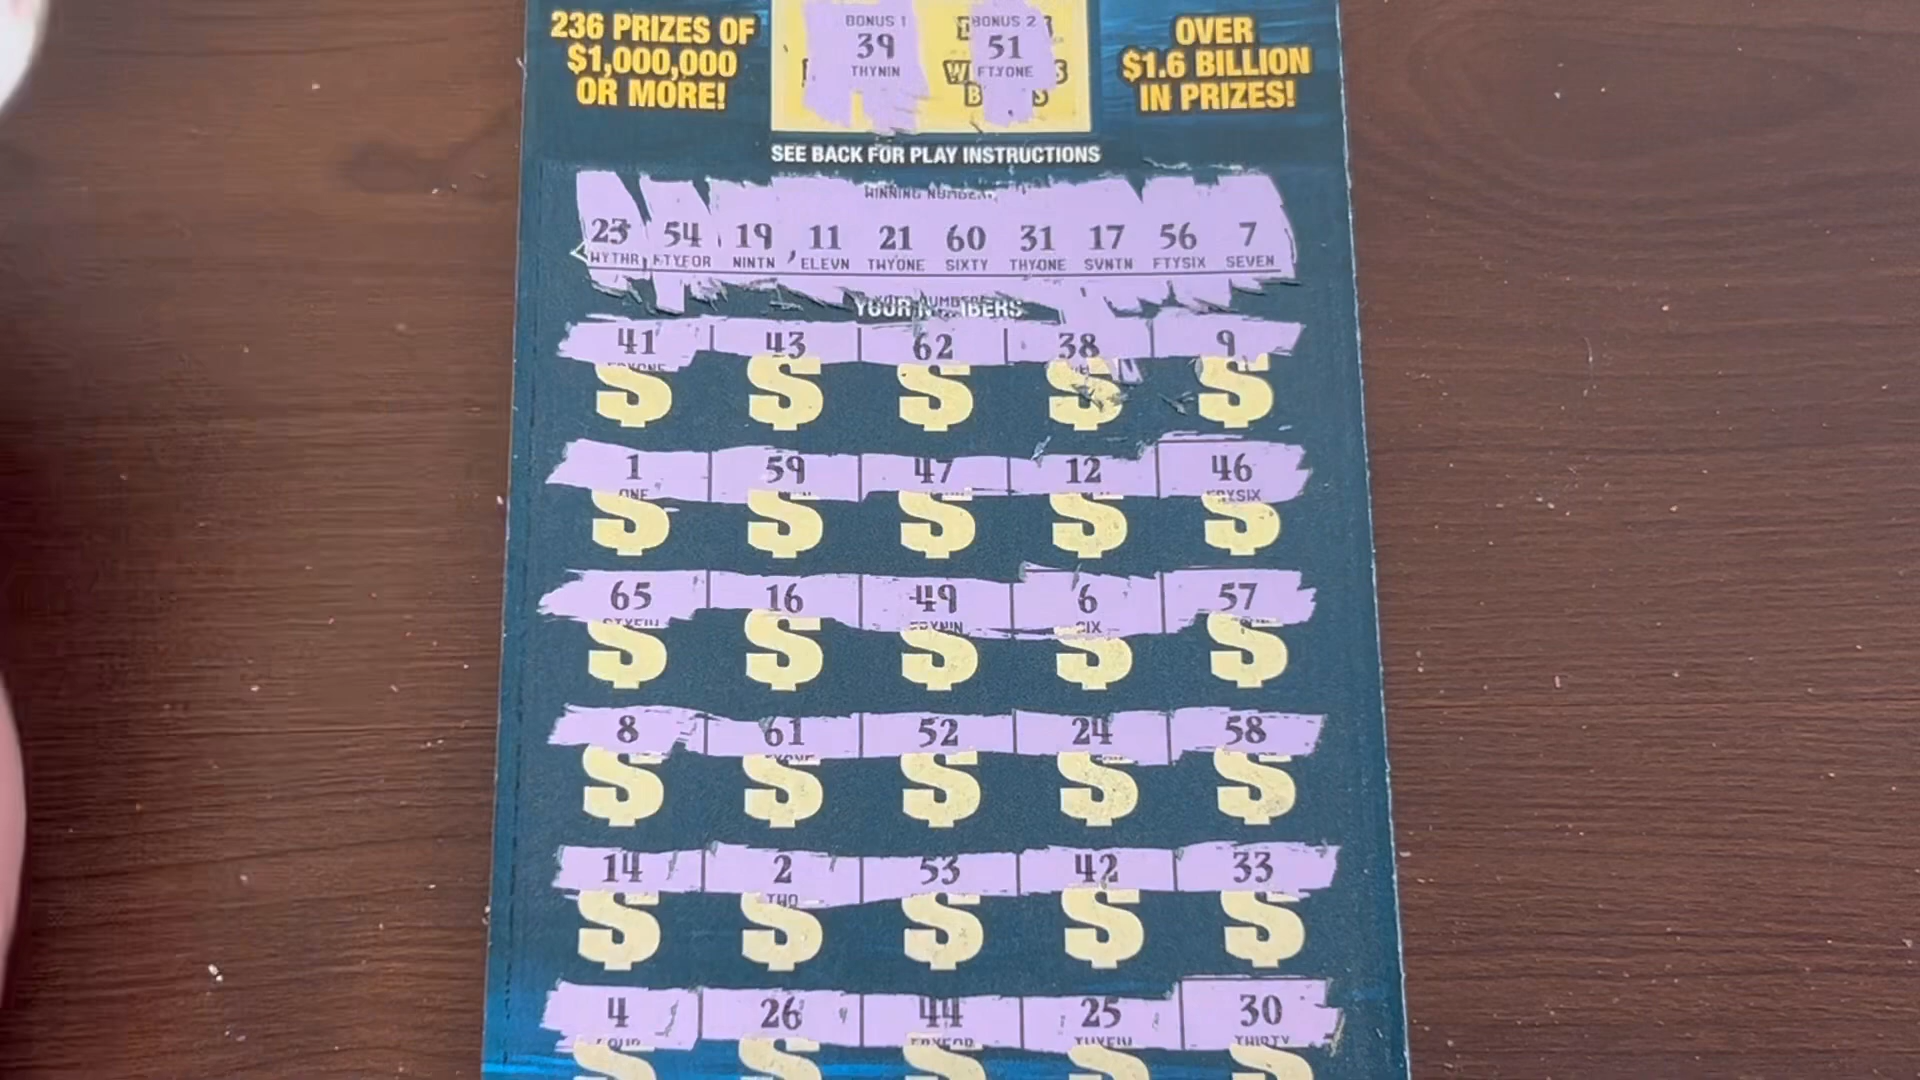 236 PRIZES OF
$1,000,000
OR MORE!
BONUS 1
39
THYNIN
BONUS 2
51
FTYONE
OVER
$1.6 BILLION
IN PRIZES!
SEE BACK FOR PLAY INSTRUCTIONS
23 54 19 11 21 60 31 17 56 7
WYTHR FTYFOR NINTN ELEVN TWYONE SIXTY THYONE SVNTN FTYSIX SEVEN
41 43 62 38 9
$ $ $ $ $
1 59 47 12 46
ONE
$ $ $ $ $
65 16 49 6 57
SIX
$ $ $ $ $
8 61 52 24 58
$ $ $ $ $
14 2 53 42 33
TWO
$ $ $ $ $
4 26 44 25 30
THIRTY
$ $ $ $ $